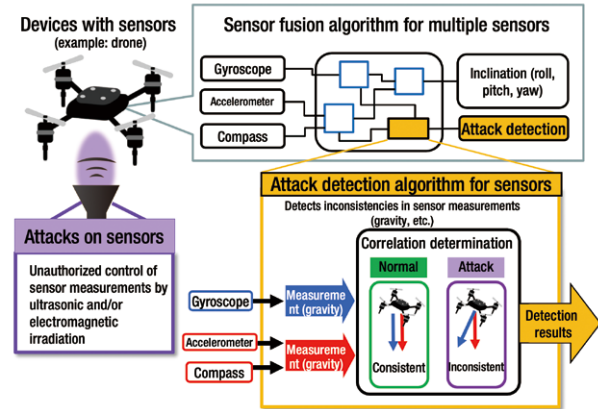 Devices with sensors
(example: drone)
Sensor fusion algorithm for multiple sensors
Gyroscope
Accelerometer
Compass
Inclination (roll,
pitch, yaw)
Attack detection
Attacks on sensors
Unauthorized control of
sensor measurements by
ultrasonic and/or
electromagnetic
irradiation
Attack detection algorithm for sensors
Detects inconsistencies in sensor measurements
(gravity, etc.)
Correlation determination
Normal
Attack
Gyroscope
Measureme
nt (gravity)
Accelerometer
Compass
Measureme
nt (gravity)
Consistent
Inconsistent
Detection
results